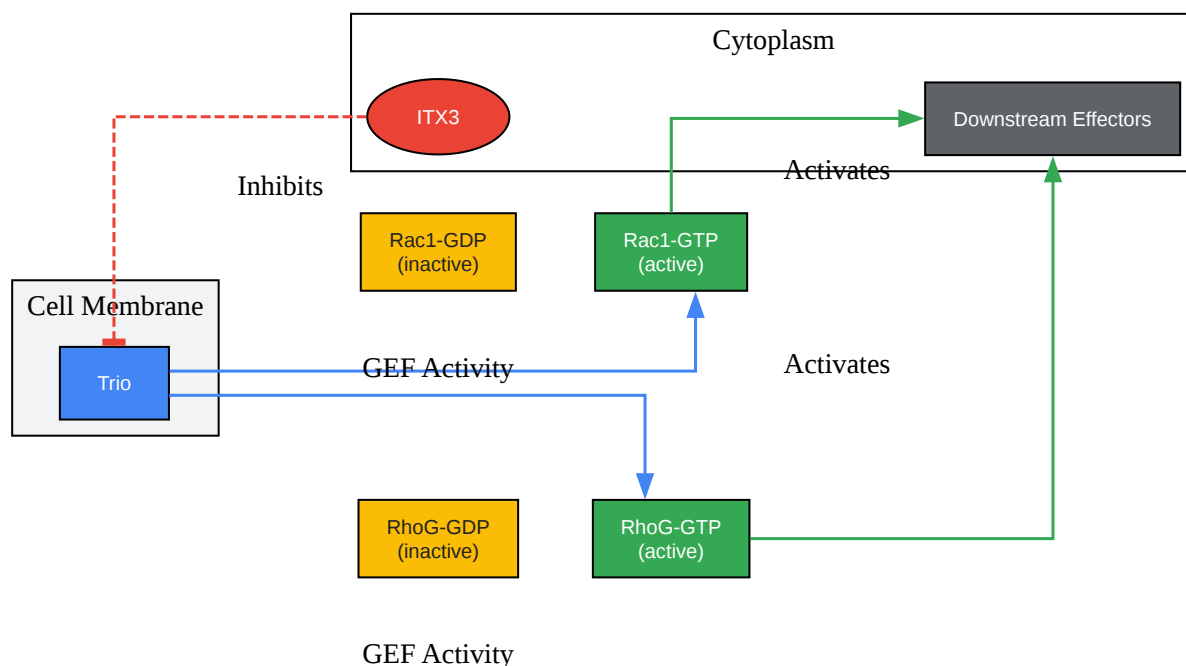 Cytoplasm
ITX3
Downstream Effectors
Activates
Inhibits
Rac1-GDP
(inactive)
Rac1-GTP
(active)
Cell Membrane
GEF Activity
Activates
Trio
RhoG-GDP
(inactive)
RhoG-GTP
(active)
GEF Activity